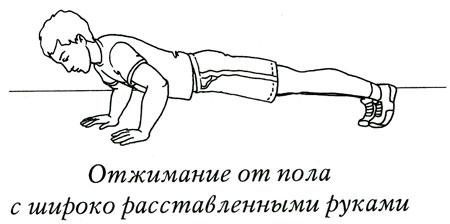 Отжимание от пола
с широко расставленными руками